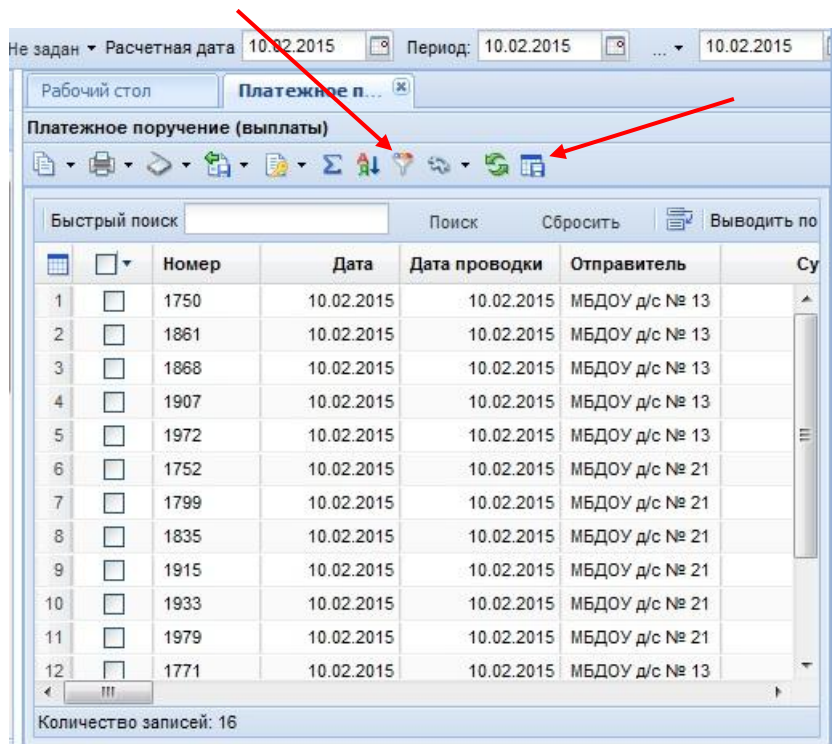 Не задан Расчетная дата 10.02.2015 Период: 10.02.2015 ... 10.02.2015
Рабочий стол Платежное п...
Платежное поручение (выплаты)
Быстрый поиск Поиск Сбросить Выводить по
Номер Дата Дата проводки Отправитель Су
1 1750 10.02.2015 10.02.2015 МБДОУ д/с № 13
2 1861 10.02.2015 10.02.2015 МБДОУ д/с № 13
3 1868 10.02.2015 10.02.2015 МБДОУ д/с № 13
4 1907 10.02.2015 10.02.2015 МБДОУ д/с № 13
5 1972 10.02.2015 10.02.2015 МБДОУ д/с № 13
6 1752 10.02.2015 10.02.2015 МБДОУ д/с № 21
7 1799 10.02.2015 10.02.2015 МБДОУ д/с № 21
8 1835 10.02.2015 10.02.2015 МБДОУ д/с № 21
9 1915 10.02.2015 10.02.2015 МБДОУ д/с № 21
10 1933 10.02.2015 10.02.2015 МБДОУ д/с № 21
11 1979 10.02.2015 10.02.2015 МБДОУ д/с № 21
12 1771 10.02.2015 10.02.2015 МБДОУ д/с № 13
Количество записей: 16